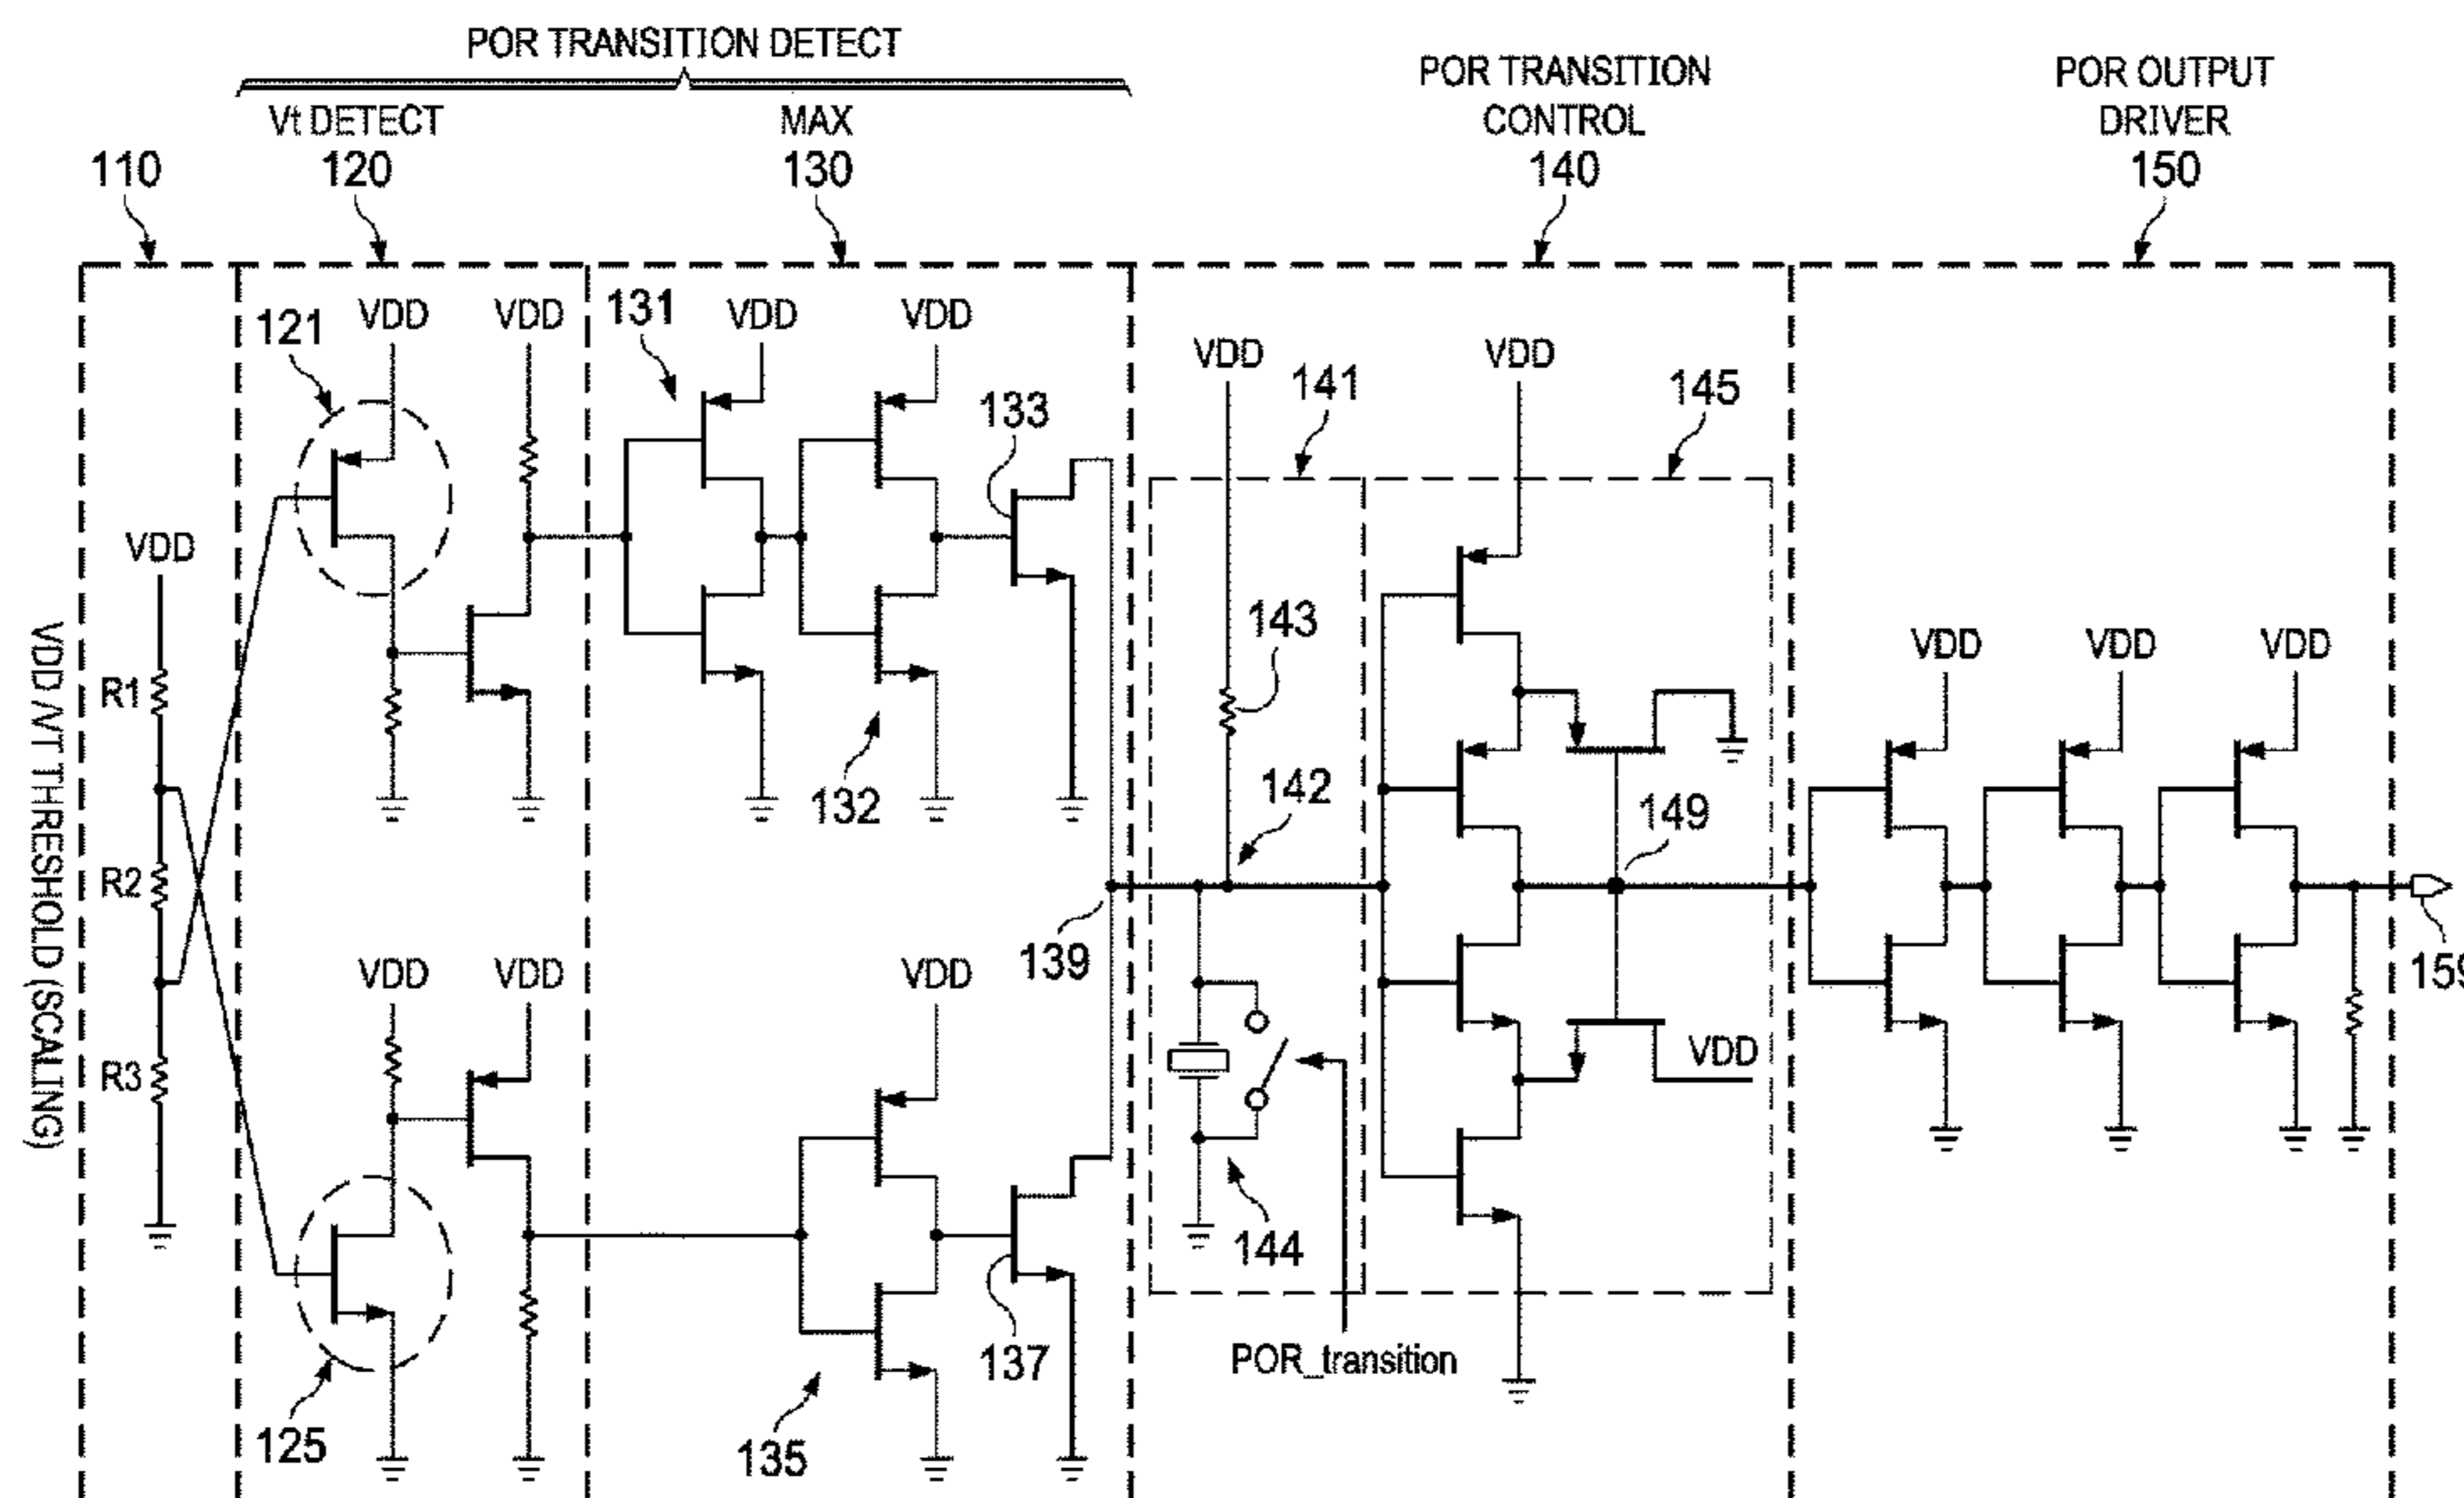 POR TRANSITION DETECT
Vt DETECT
120
MAX
130
POR TRANSITION
CONTROL
140
POR OUTPUT
DRIVER
150
110
VDD /VT THRESHOLD (SCALING)
VDD
R1
R2
R3
121
VDD
VDD
VDD
VDD
125
131
VDD
VDD
133
132
139
VDD
137
135
VDD
141
143
142
144
POR_transition
VDD
145
149
VDD
VDD
VDD
VDD
159